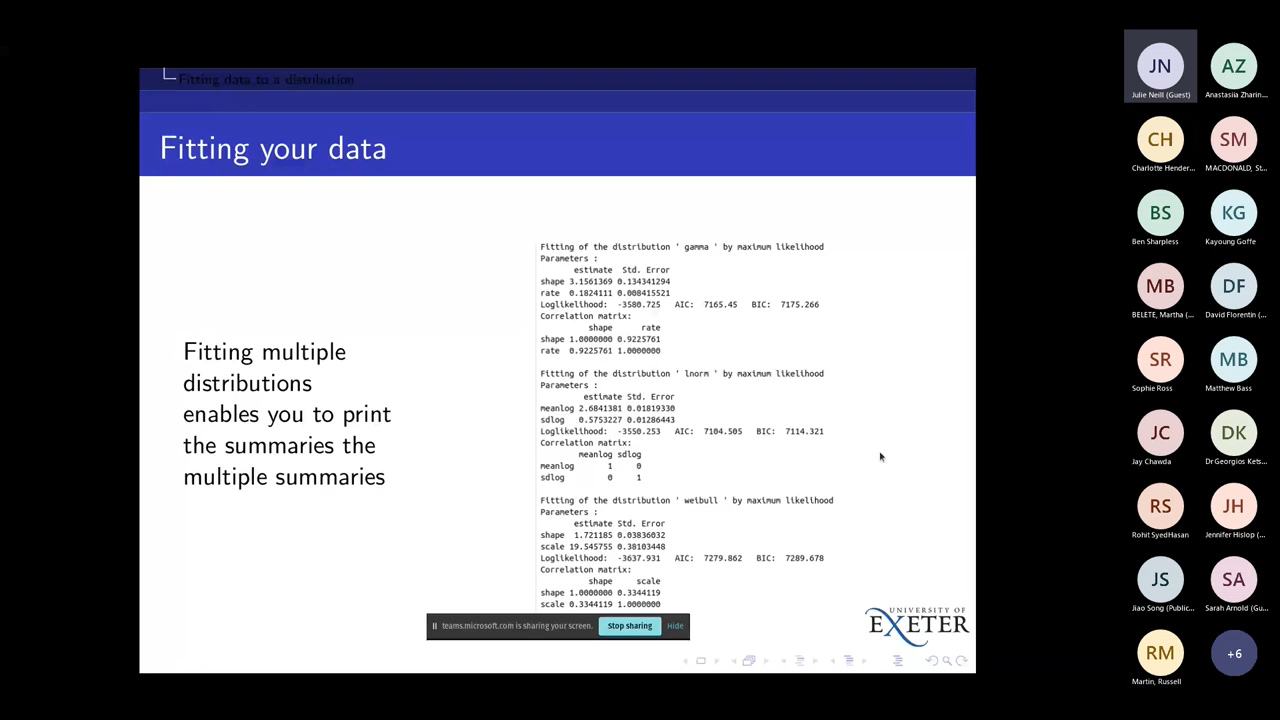 Fitting data to a distribution
Fitting your data
Fitting multiple
distributions
enables you to print
the summaries the
multiple summaries
Fitting of the distribution ' gamma ' by maximum likelihood
Parameters :
estimate Std. Error
shape 3.1561369 0.134341294
rate 0.1824111 0.008415521
Loglikelihood: -3580.725 AIC: 7165.45 BIC: 7175.266
Correlation matrix:
shape rate
shape 1.0000000 0.9225761
rate 0.9225761 1.0000000
Fitting of the distribution ' lnorm ' by maximum likelihood
Parameters :
estimate Std. Error
meanlog 2.6841381 0.01819330
sdlog 0.5753227 0.01286443
Loglikelihood: -3550.253 AIC: 7104.505 BIC: 7114.321
Correlation matrix:
meanlog sdlog
meanlog 1 0
sdlog 0 1
Fitting of the distribution ' weibull ' by maximum likelihood
Parameters :
estimate Std. Error
shape 1.721185 0.03836032
scale 19.545755 0.38103448
Loglikelihood: -3637.931 AIC: 7279.862 BIC: 7289.678
Correlation matrix:
shape scale
shape 1.0000000 0.3344119
scale 0.3344119 1.0000000
teams.microsoft.com is sharing your screen. Stop sharing Hide
UNIVERSITY OF
EXETER
JN AZ
Julie Neill (Guest) Anastasiia Zharin...
CH SM
Charlotte Hender... MACDONALD, St...
BS KG
Ben Sharpless Kayoung Goffe
MB DF
BELETE, Martha (... David Florentin (...
SR MB
Sophie Ross Matthew Bass
JC DK
Jay Chawda Dr Georgios Kets...
RS JH
Rohit SyedHasan Jennifer Hislop (...
JS SA
Jiao Song (Public... Sarah Arnold (Gu...
RM +6
Martin, Russell